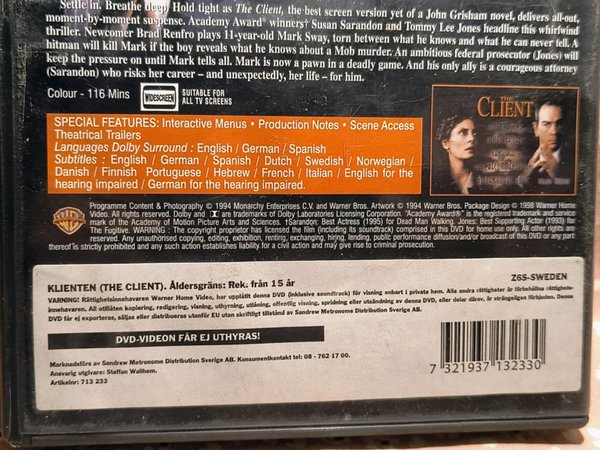 Settle in. Breathe deep. Hold tight as The Client, the best screen version yet of a John Grisham novel, delivers all-out,
moment-by-moment suspense. Academy Award® winners† Susan Sarandon and Tommy Lee Jones headline this whirlwind
thriller. Newcomer Brad Renfro plays 11-year-old Mark Sway, torn between what he knows and what he can never tell. A
hitman will kill Mark if the boy reveals what he knows about a Mob murder. An ambitious federal prosecutor (Jones) will
keep the pressure on until Mark tells all. Mark is now a pawn in a deadly game. And his only ally is a courageous attorney
(Sarandon) who risks her career – and unexpectedly, her life – for him.
Colour - 116 Mins
WIDESCREEN
SUITABLE FOR
ALL TV SCREENS
SPECIAL FEATURES: Interactive Menus • Production Notes • Scene Access
Theatrical Trailers
Languages Dolby Surround : English / German / Spanish
Subtitles : English / German / Spanish / Dutch / Swedish / Norwegian /
Danish / Finnish Portuguese / Hebrew / French / Italian / English for the
hearing impaired / German for the hearing impaired.
THE
CLIENT
Programme Content & Photography © 1994 Monarchy Enterprises C.V. and Warner Bros. Artwork © 1994 Warner Bros. Package Design © 1998 Warner Home
Video. All rights reserved. Dolby and are trademarks of Dolby Laboratories Licensing Corporation. "Academy Award®" is the registered trademark and service
mark of the Academy of Motion Picture Arts and Sciences. †Sarandon: Best Actress (1995) for Dead Man Walking. Jones: Best Supporting Actor (1993) for
The Fugitive. WARNING : The copyright proprietor has licensed the film (including its soundtrack) comprised in this DVD for home use only. All other rights are
reserved. Any unauthorised copying, editing, exhibition, renting, exchanging, hiring, lending, public performance diffusion/and/or broadcast of this DVD or any part
thereof is strictly prohibited and any such action establishes liability for a civil action and may give rise to criminal prosecution.
KLIENTEN (THE CLIENT). Åldersgräns: Rek. från 15 år
Z6S-SWEDEN
VARNING! Rättighetsinnehavaren Warner Home Video, har upplåtit denna DVD (inklusive soundtrack) för visning enbart i privata hem. Alla andra rättigheter är förbehållna rättighets-
innehavaren. All otillåten kopiering, redigering, visning, uthyrning, utlåning, offentlig visning, spridning eller utsändning av denna DVD, eller delar därav, är strängeligen förbjuden. Denna
DVD får ej exporteras, säljas eller distribueras utanför EU utan skriftligt tillstånd av Sandrew Metronome Distribution Sverige AB.
DVD-VIDEON FÅR EJ UTHYRAS!
Marknadsförs av Sandrew Metronome Distribution Sverige AB. Konsumentkontakt tel: 08 - 762 17 00.
Ansvarig utgivare: Staffan Wallhem.
Artikelnr: 713 233
7 321937 132330